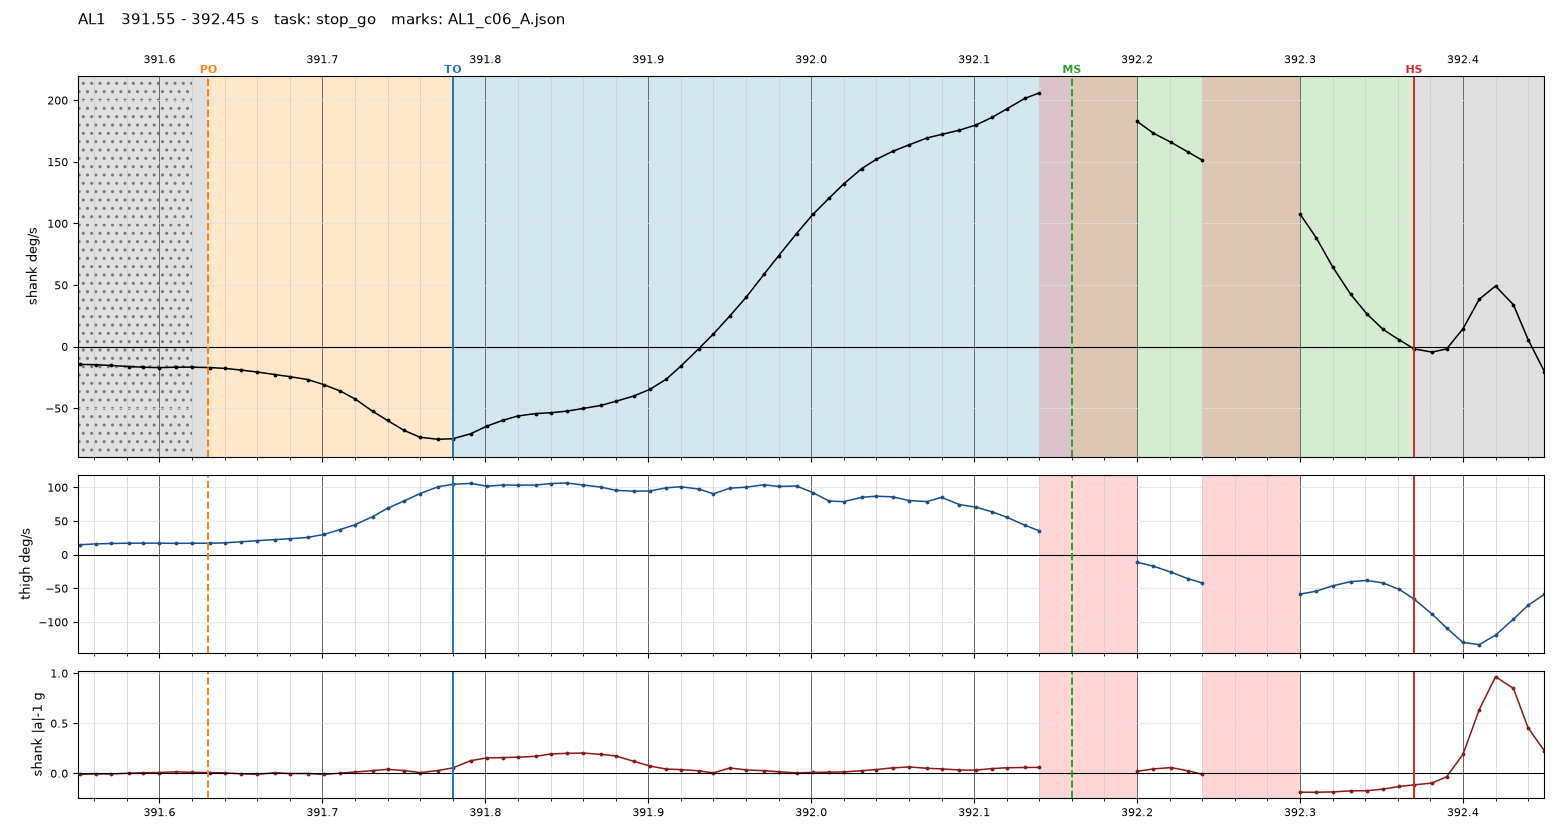 AL1   391.55 - 392.45 s   task: stop_go   marks: AL1_c06_A.json
391.6 391.7 391.8 391.9 392.0 392.1 392.2 392.3 392.4
PO TO MS HS
shank deg/s
200
150
100
50
0
−50
thigh deg/s
100
50
0
−50
−100
shank |a|-1 g
1.0
0.5
0.0
391.6 391.7 391.8 391.9 392.0 392.1 392.2 392.3 392.4